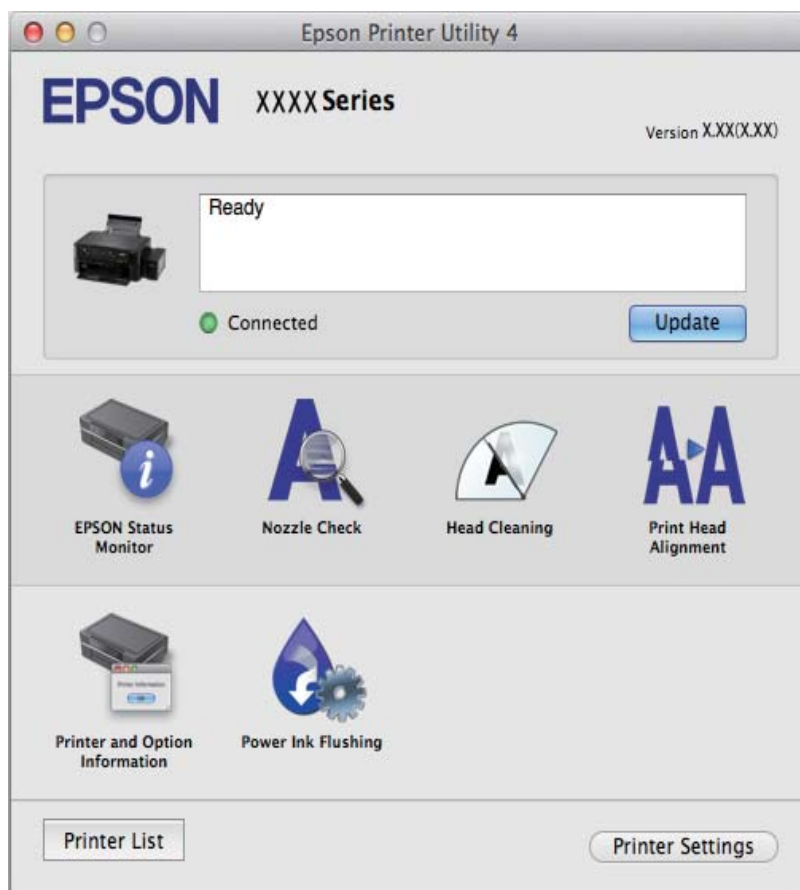 Epson Printer Utility 4
EPSON XXXX Series
Version X.XX(X.XX)
Ready
Connected
Update
EPSON Status
Monitor
Nozzle Check
Head Cleaning
Print Head
Alignment
Printer and Option
Information
Power Ink Flushing
Printer List
Printer Settings